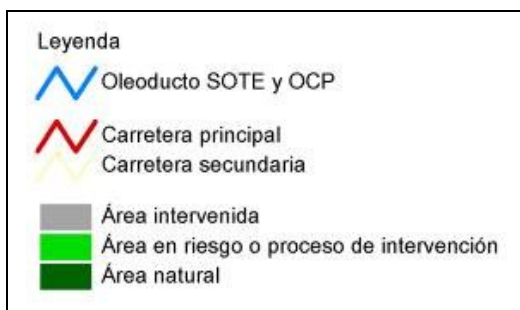 Leyenda
Oleoducto SOTE y OCP
Carretera principal
Carretera secundaria
Área intervenida
Área en riesgo o proceso de intervención
Área natural